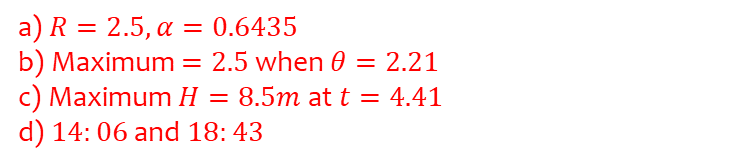 a) R = 2.5, α = 0.6435
b) Maximum = 2.5 when θ = 2.21
c) Maximum H = 8.5m at t = 4.41
d) 14: 06 and 18: 43